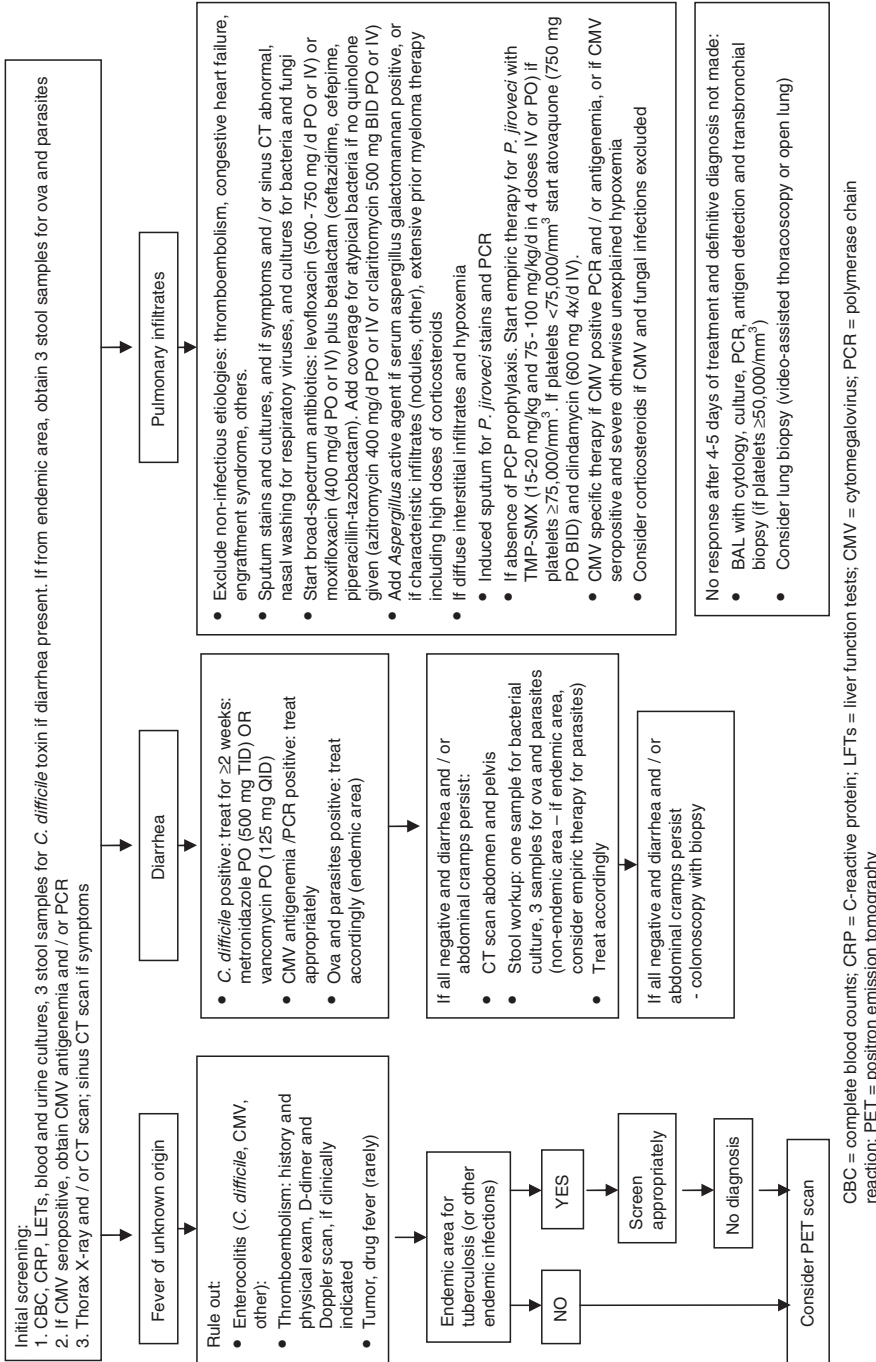 Initial screening:
1. CBC, CRP, LETs, blood and urine cultures, 3 stool samples for C. difficile toxin if diarrhea present. If from endemic area, obtain 3 stool samples for ova and parasites
2. If CMV seropositive, obtain CMV antigenemia and / or PCR
3. Thorax X-ray and / or CT scan; sinus CT scan if symptoms
Fever of unknown origin
Rule out:
• Enterocolitis (C. difficile, CMV,
other):
• Thromboembolism: history and
physical exam, D-dimer and
Doppler scan, if clinically
indicated
• Tumor, drug fever (rarely)
Endemic area for
tuberculosis (or other
endemic infections)
NO
YES
Screen
appropriately
No diagnosis
Consider PET scan
Diarrhea
• C. difficile positive: treat for ≥2 weeks:
metronidazole PO (500 mg TID) OR
vancomycin PO (125 mg QID)
• CMV antigenemia /PCR positive: treat
appropriately
• Ova and parasites positive: treat
accordingly (endemic area)
If all negative and diarrhea and / or
abdominal cramps persist:
• CT scan abdomen and pelvis
• Stool workup: one sample for bacterial
culture, 3 samples for ova and parasites
(non-endemic area – if endemic area,
consider empiric therapy for parasites)
• Treat accordingly
If all negative and diarrhea and / or
abdominal cramps persist
- colonoscopy with biopsy
Pulmonary infiltrates
• Exclude non-infectious etiologies: thromboembolism, congestive heart failure,
engraftment syndrome, others.
• Sputum stains and cultures, and if symptoms and / or sinus CT abnormal,
nasal washing for respiratory viruses, and cultures for bacteria and fungi
• Start broad-spectrum antibiotics: levofloxacin (500 - 750 mg / d PO or IV) or
moxifloxacin (400 mg/d PO or IV) plus betalactam (ceftazidime, cefepime,
piperacillin-tazobactam). Add coverage for atypical bacteria if no quinolone
given (azitromycin 400 mg/d PO or IV or claritromycin 500 mg BID PO or IV)
• Add Aspergillus active agent if serum aspergillus galactomannan positive, or
if characteristic infiltrates (nodules, other), extensive prior myeloma therapy
including high doses of corticosteroids
• If diffuse interstitial infiltrates and hypoxemia
• Induced sputum for P. jiroveci stains and PCR
• If absence of PCP prophylaxis. Start empiric therapy for P. jiroveci with
TMP-SMX (15-20 mg/kg and 75 - 100 mg/kg/d in 4 doses IV or PO) if
platelets ≥75,000/mm³. If platelets <75,000/mm³ start atovaquone (750 mg
PO BID) and clindamycin (600 mg 4x/d IV).
• CMV specific therapy if CMV positive PCR and / or antigenemia, or if CMV
seropositive and severe otherwise unexplained hypoxemia
• Consider corticosteroids if CMV and fungal infections excluded
No response after 4-5 days of treatment and definitive diagnosis not made:
• BAL with cytology, culture, PCR, antigen detection and transbronchial
biopsy (if platelets ≥50,000/mm³)
• Consider lung biopsy (video-assisted thoracoscopy or open lung)
CBC = complete blood counts; CRP = C-reactive protein; LFTs = liver function tests; CMV = cytomegalovirus; PCR = polymerase chain
reaction; PET = positron emission tomography